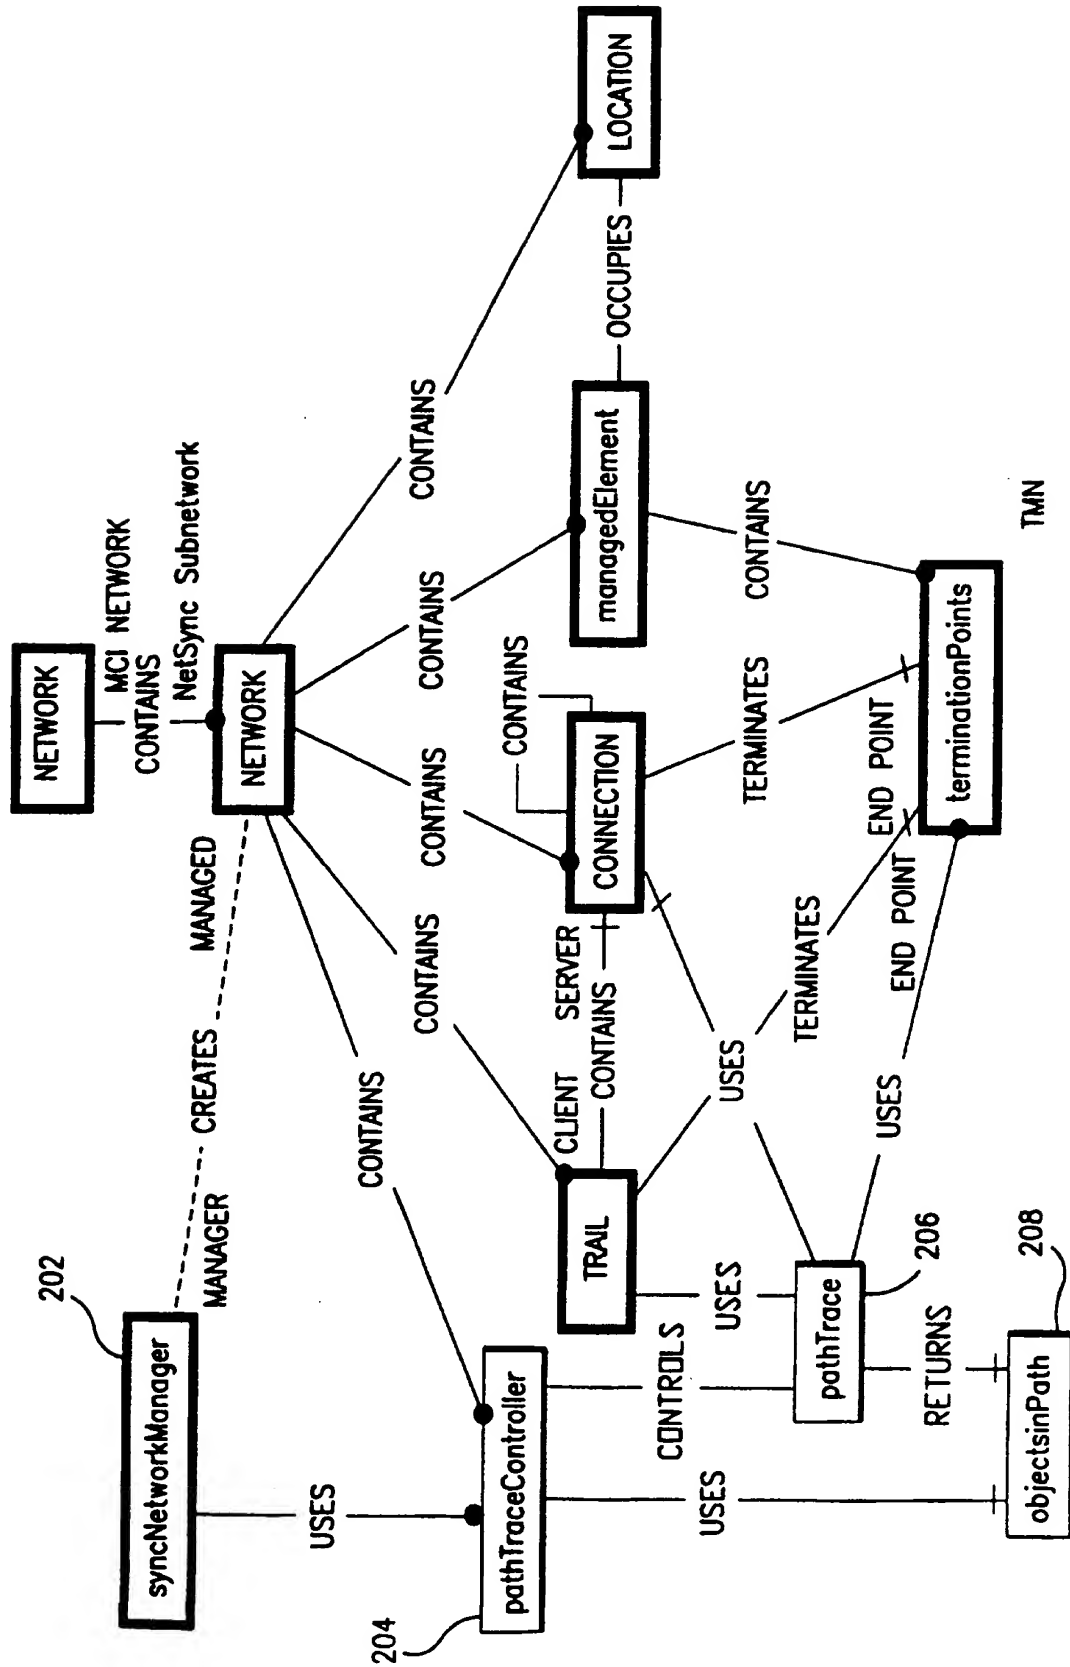 202
syncNetworkManager
MANAGER
CREATES
MANAGED
NETWORK
MCI NETWORK
CONTAINS
NetSync Subnetwork
NETWORK
USES
CONTAINS
CONTAINS
CONTAINS
CONTAINS
CONTAINS
204
pathTraceController
TRAIL
CLIENT
SERVER
CONTAINS
CONNECTION
CONTAINS
managedElement
OCCUPIES
LOCATION
CONTROLS
USES
USES
TERMINATES
TERMINATES
CONTAINS
USES
pathTrace
206
USES
END POINT
END POINT
terminationPoints
TMN
RETURNS
208
objectsinPath